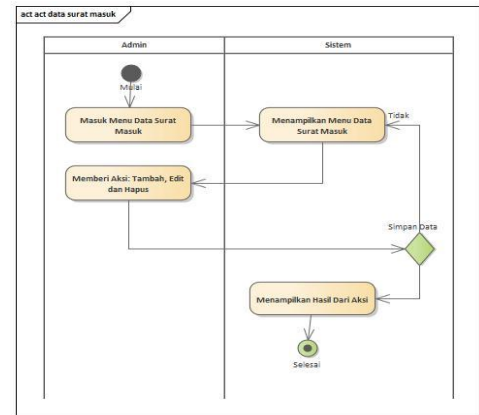 act act data surat masuk
Admin
Sistem
Mulai
Masuk Menu Data Surat
Masuk
Menampilkan Menu Data
Surat Masuk
Tidak
Memberi Aksi: Tambah, Edit
dan Hapus
Simpan Data
Menampilkan Hasil Dari Aksi
Selesai